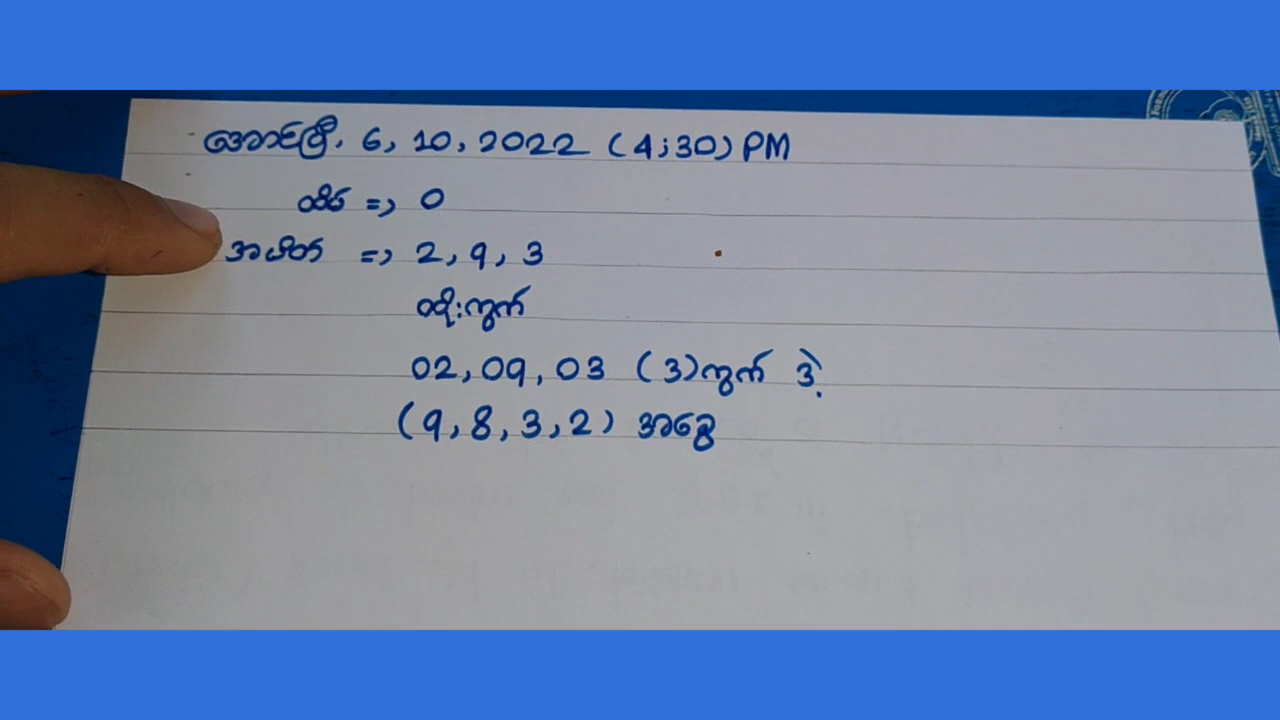 အောင်ပြီ. 6, 10, 2022 (4;30) PM
ထိပ် => 0
အပိတ် => 2, 9, 3
ထိုးကွက်
02, 09, 03 (3) ကွက် ဒဲ့
(9, 8, 3, 2) အခွေ